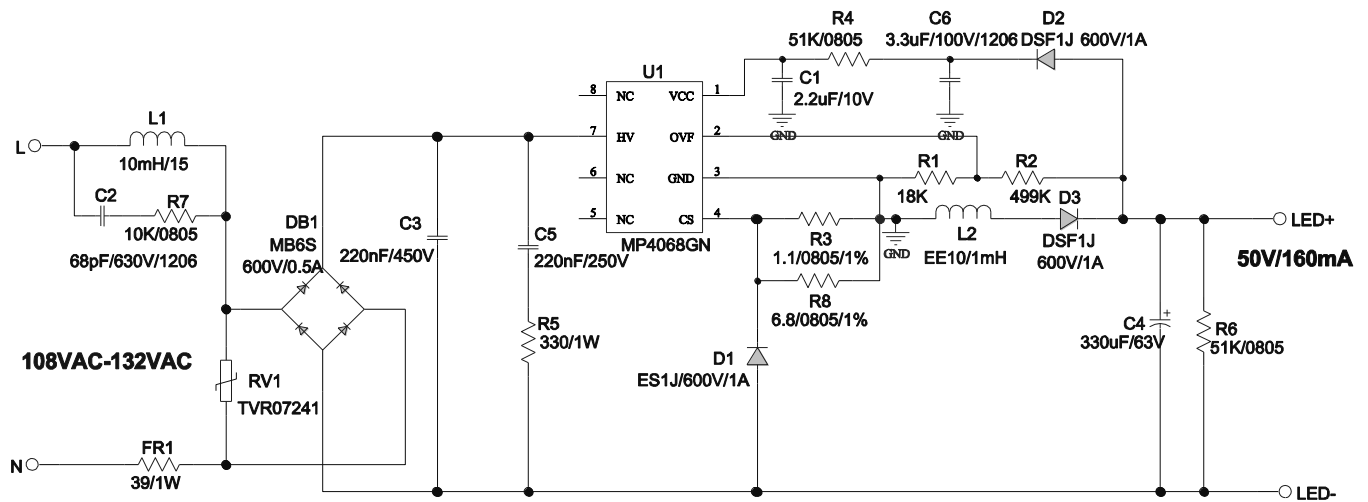 R4
51K/0805
C6
3.3uF/100V/1206
D2
DSF1J 600V/1A
U1
8 NC
VCC 1
C1
2.2uF/10V
GND
GND
L1
L
10mH/15
7 HV
OVF 2
C2
R7
10K/0805
68pF/630V/1206
6 NC
GND 3
R1
18K
R2
499K
D3
DSF1J
600V/1A
5 NC
CS 4
MP4068GN
DB1
MB6S
600V/0.5A
C3
220nF/450V
C5
220nF/250V
R3
1.1/0805/1%
GND
L2
EE10/1mH
LED+
50V/160mA
R8
6.8/0805/1%
R5
330/1W
C4
330uF/63V
+
R6
51K/0805
108VAC-132VAC
RV1
TVR07241
D1
ES1J/600V/1A
N
FR1
39/1W
LED-